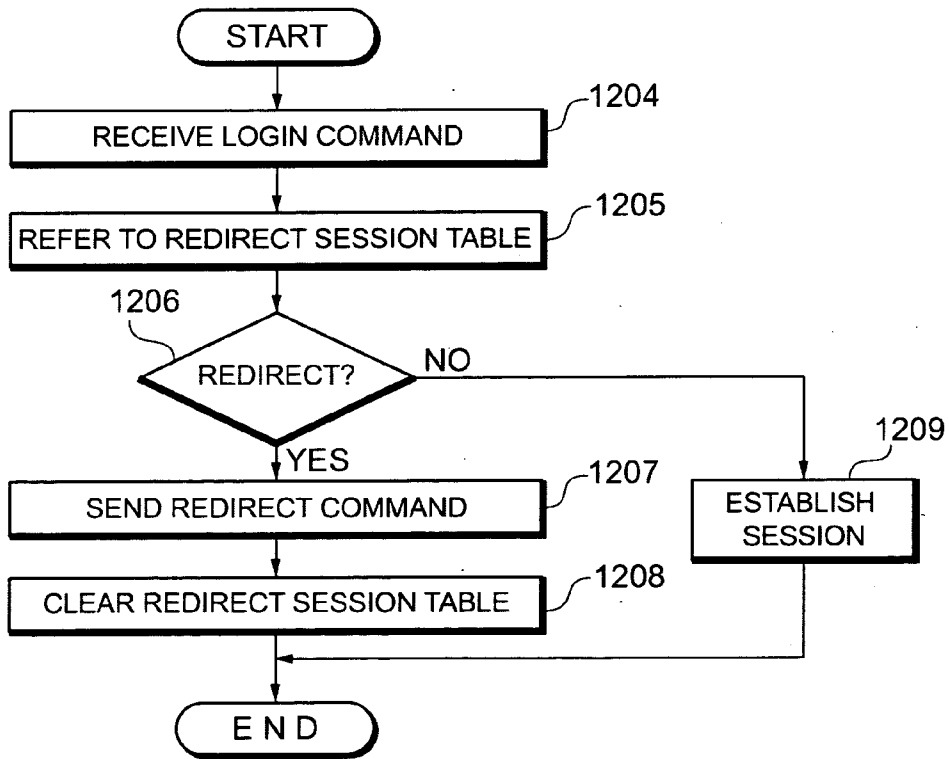 START
1204
RECEIVE LOGIN COMMAND
1205
REFER TO REDIRECT SESSION TABLE
1206
REDIRECT?
NO
YES
1207
SEND REDIRECT COMMAND
1209
ESTABLISH
SESSION
1208
CLEAR REDIRECT SESSION TABLE
END